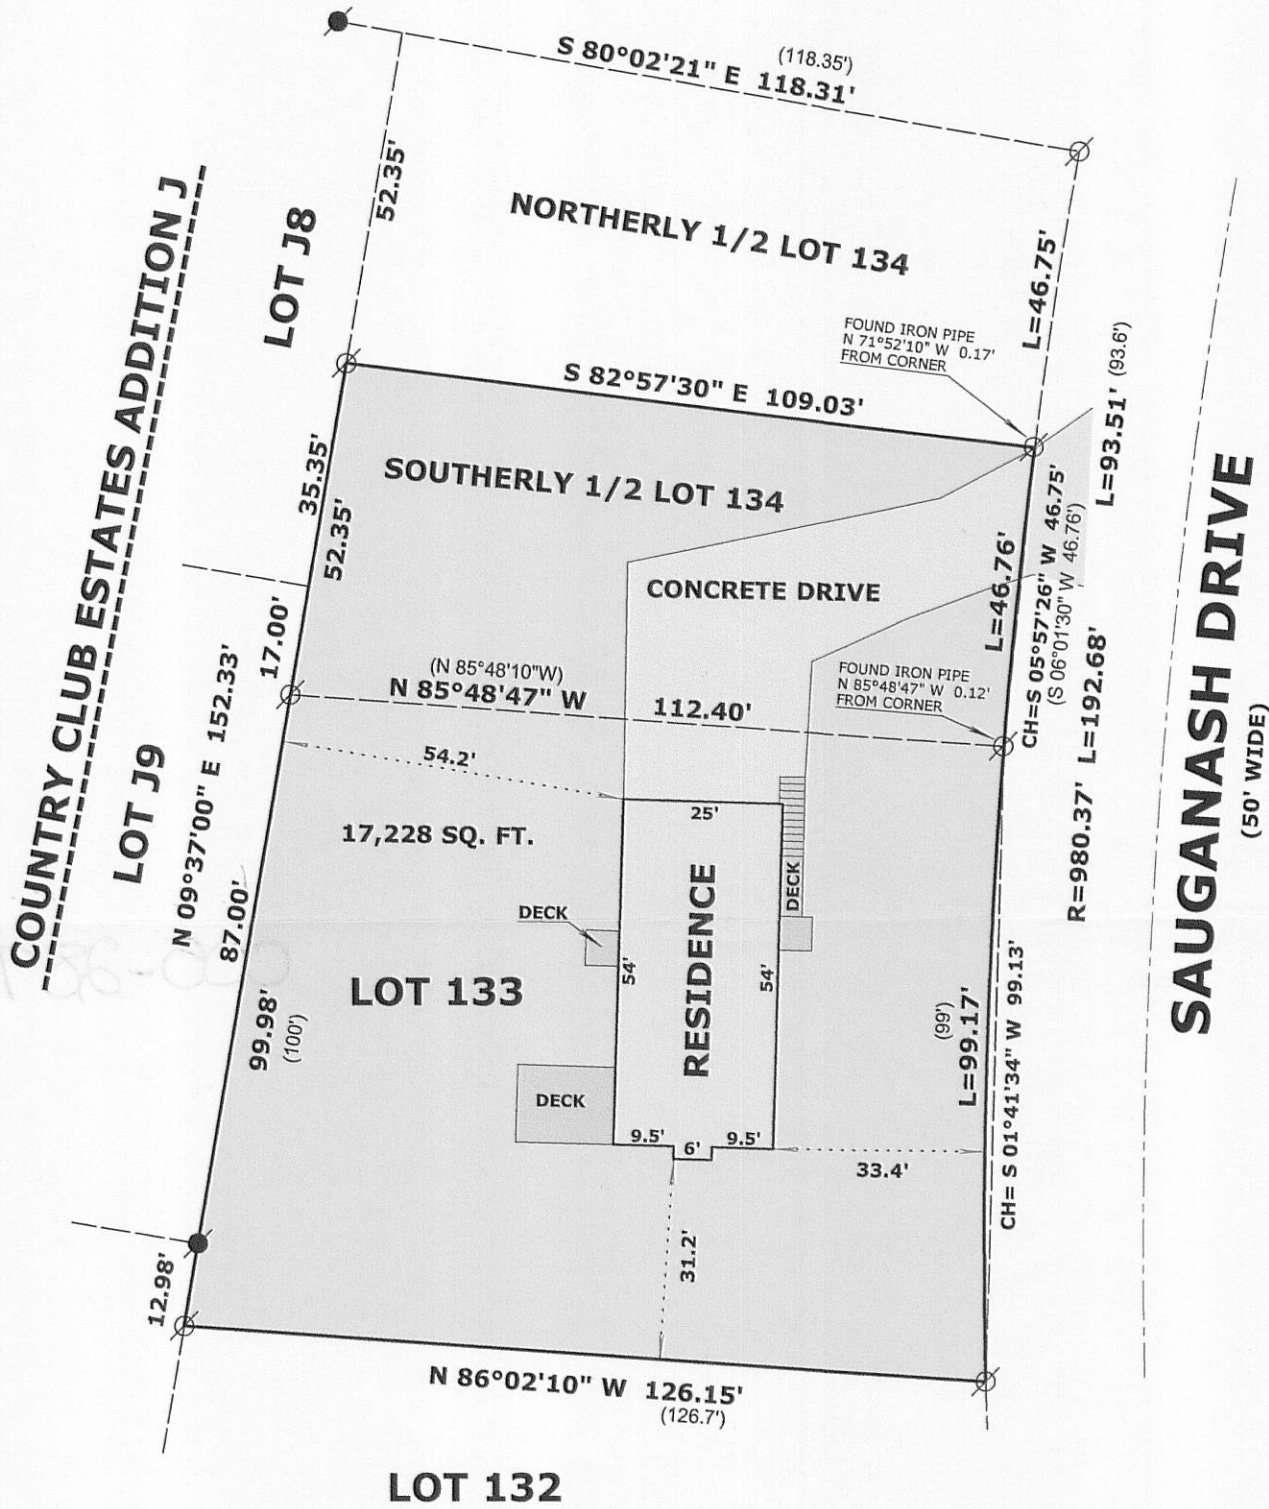 S 80°02'21" E 118.31'
(118.35')
52.35'
LOT J8
NORTHERLY 1/2 LOT 134
L=46.75'
FOUND IRON PIPE
N 71°52'10" W 0.17'
FROM CORNER
L=93.51' (93.6')
S 82°57'30" E 109.03'
COUNTRY CLUB ESTATES ADDITION J
35.35'
52.35'
SOUTHERLY 1/2 LOT 134
CONCRETE DRIVE
L=46.76'
CH=S 05°57'26" W 46.75'
(S 06°01'30" W 46.76')
17.00'
(N 85°48'10"W)
N 85°48'47" W 112.40'
FOUND IRON PIPE
N 85°48'47" W 0.12'
FROM CORNER
R=980.37' L=192.68'
SAUGANASH DRIVE
(50' WIDE)
LOT J9
N 09°37'00" E 152.33'
87.00'
54.2'
25'
17,228 SQ. FT.
DECK
DECK
RESIDENCE
54'
54'
LOT 133
99.98'
(100')
(99')
L=99.17'
CH= S 01°41'34" W 99.13'
DECK
9.5'
6'
9.5'
33.4'
31.2'
12.98'
N 86°02'10" W 126.15'
(126.7')
LOT 132